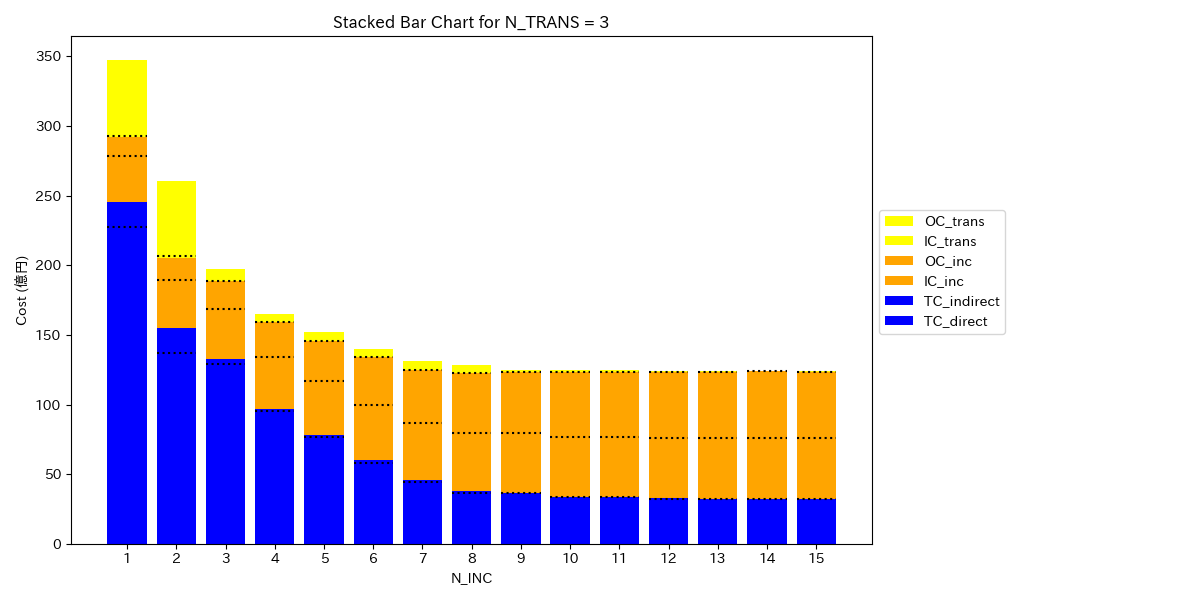 Stacked Bar Chart for N_TRANS = 3
Cost (億円)
350
300
250
200
150
100
50
0
1 2 3 4 5 6 7 8 9 10 11 12 13 14 15
N_INC
OC_trans
IC_trans
OC_inc
IC_inc
TC_indirect
TC_direct